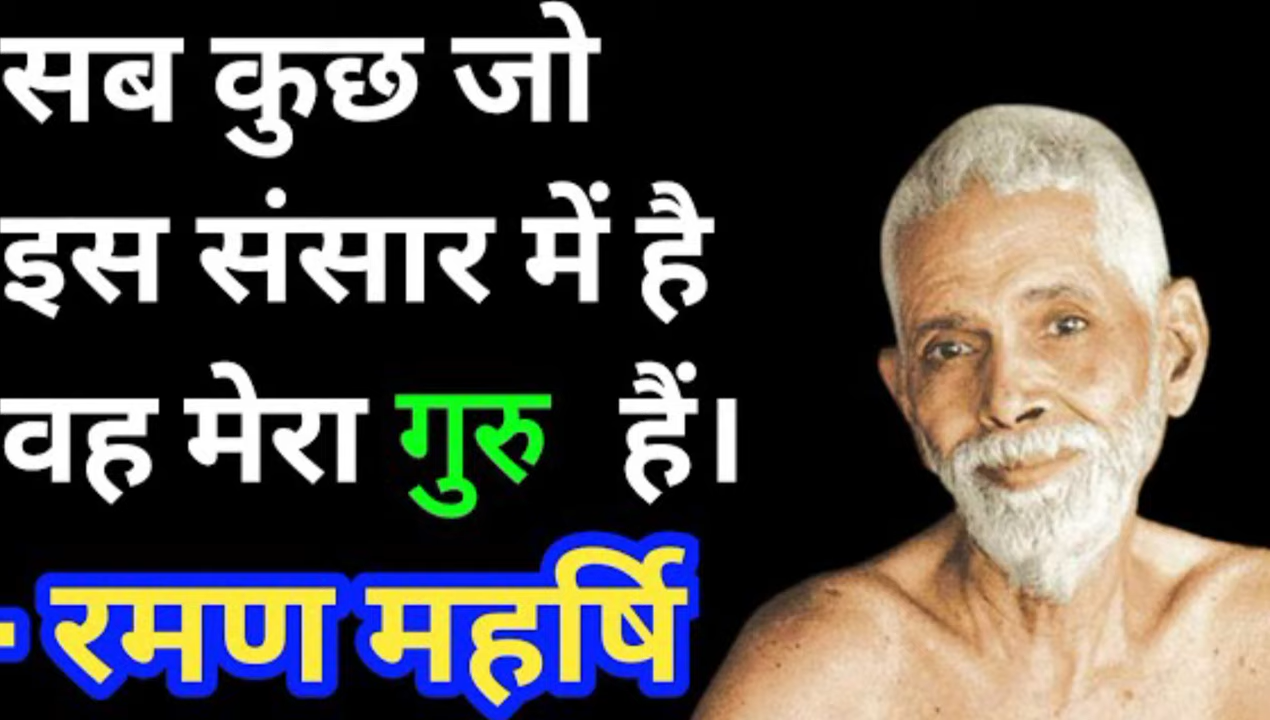 सब कुछ जो
इस संसार में है
वह मेरा गुरु हैं।
- रमण महर्षि